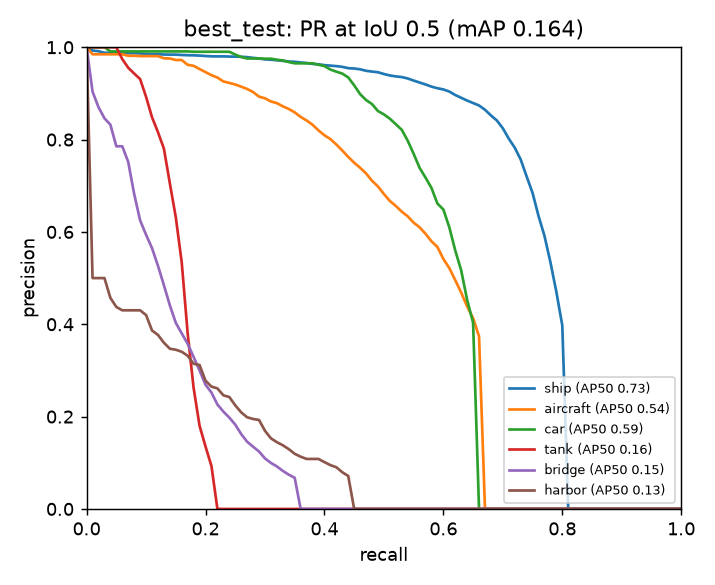 best_test: PR at IoU 0.5 (mAP 0.164)
precision
1.0
0.8
0.6
0.4
0.2
0.0
ship (AP50 0.73)
aircraft (AP50 0.54)
car (AP50 0.59)
tank (AP50 0.16)
bridge (AP50 0.15)
harbor (AP50 0.13)
0.0 0.2 0.4 0.6 0.8 1.0
recall